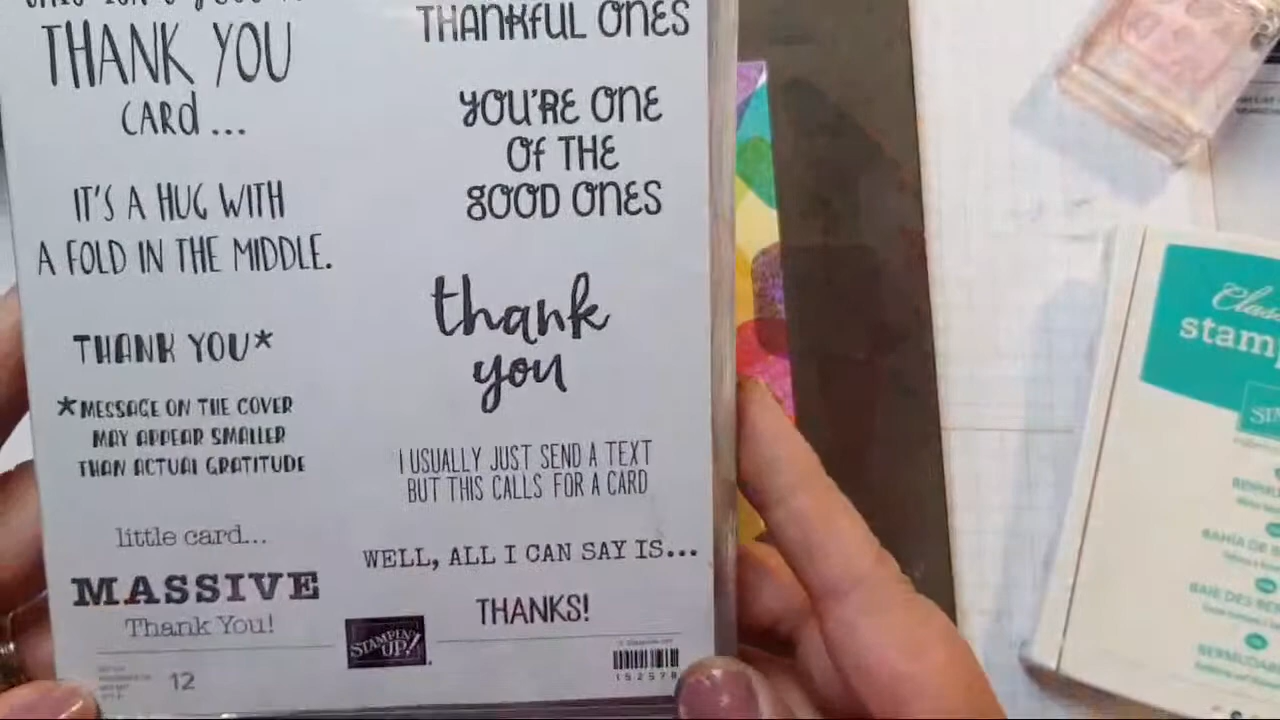 THANK YOU
CARD...
IT'S A HUG WITH
A FOLD IN THE MIDDLE.
THANK YOU*
*MESSAGE ON THE COVER
MAY APPEAR SMALLER
THAN ACTUAL GRATITUDE
little card...
MASSIVE
Thank You!
12
THANKFUL ONES
YOU'RE ONE
OF THE
GOOD ONES
thank
you
I USUALLY JUST SEND A TEXT
BUT THIS CALLS FOR A CARD
WELL, ALL I CAN SAY IS...
THANKS!
STAMPIN' UP!
152578